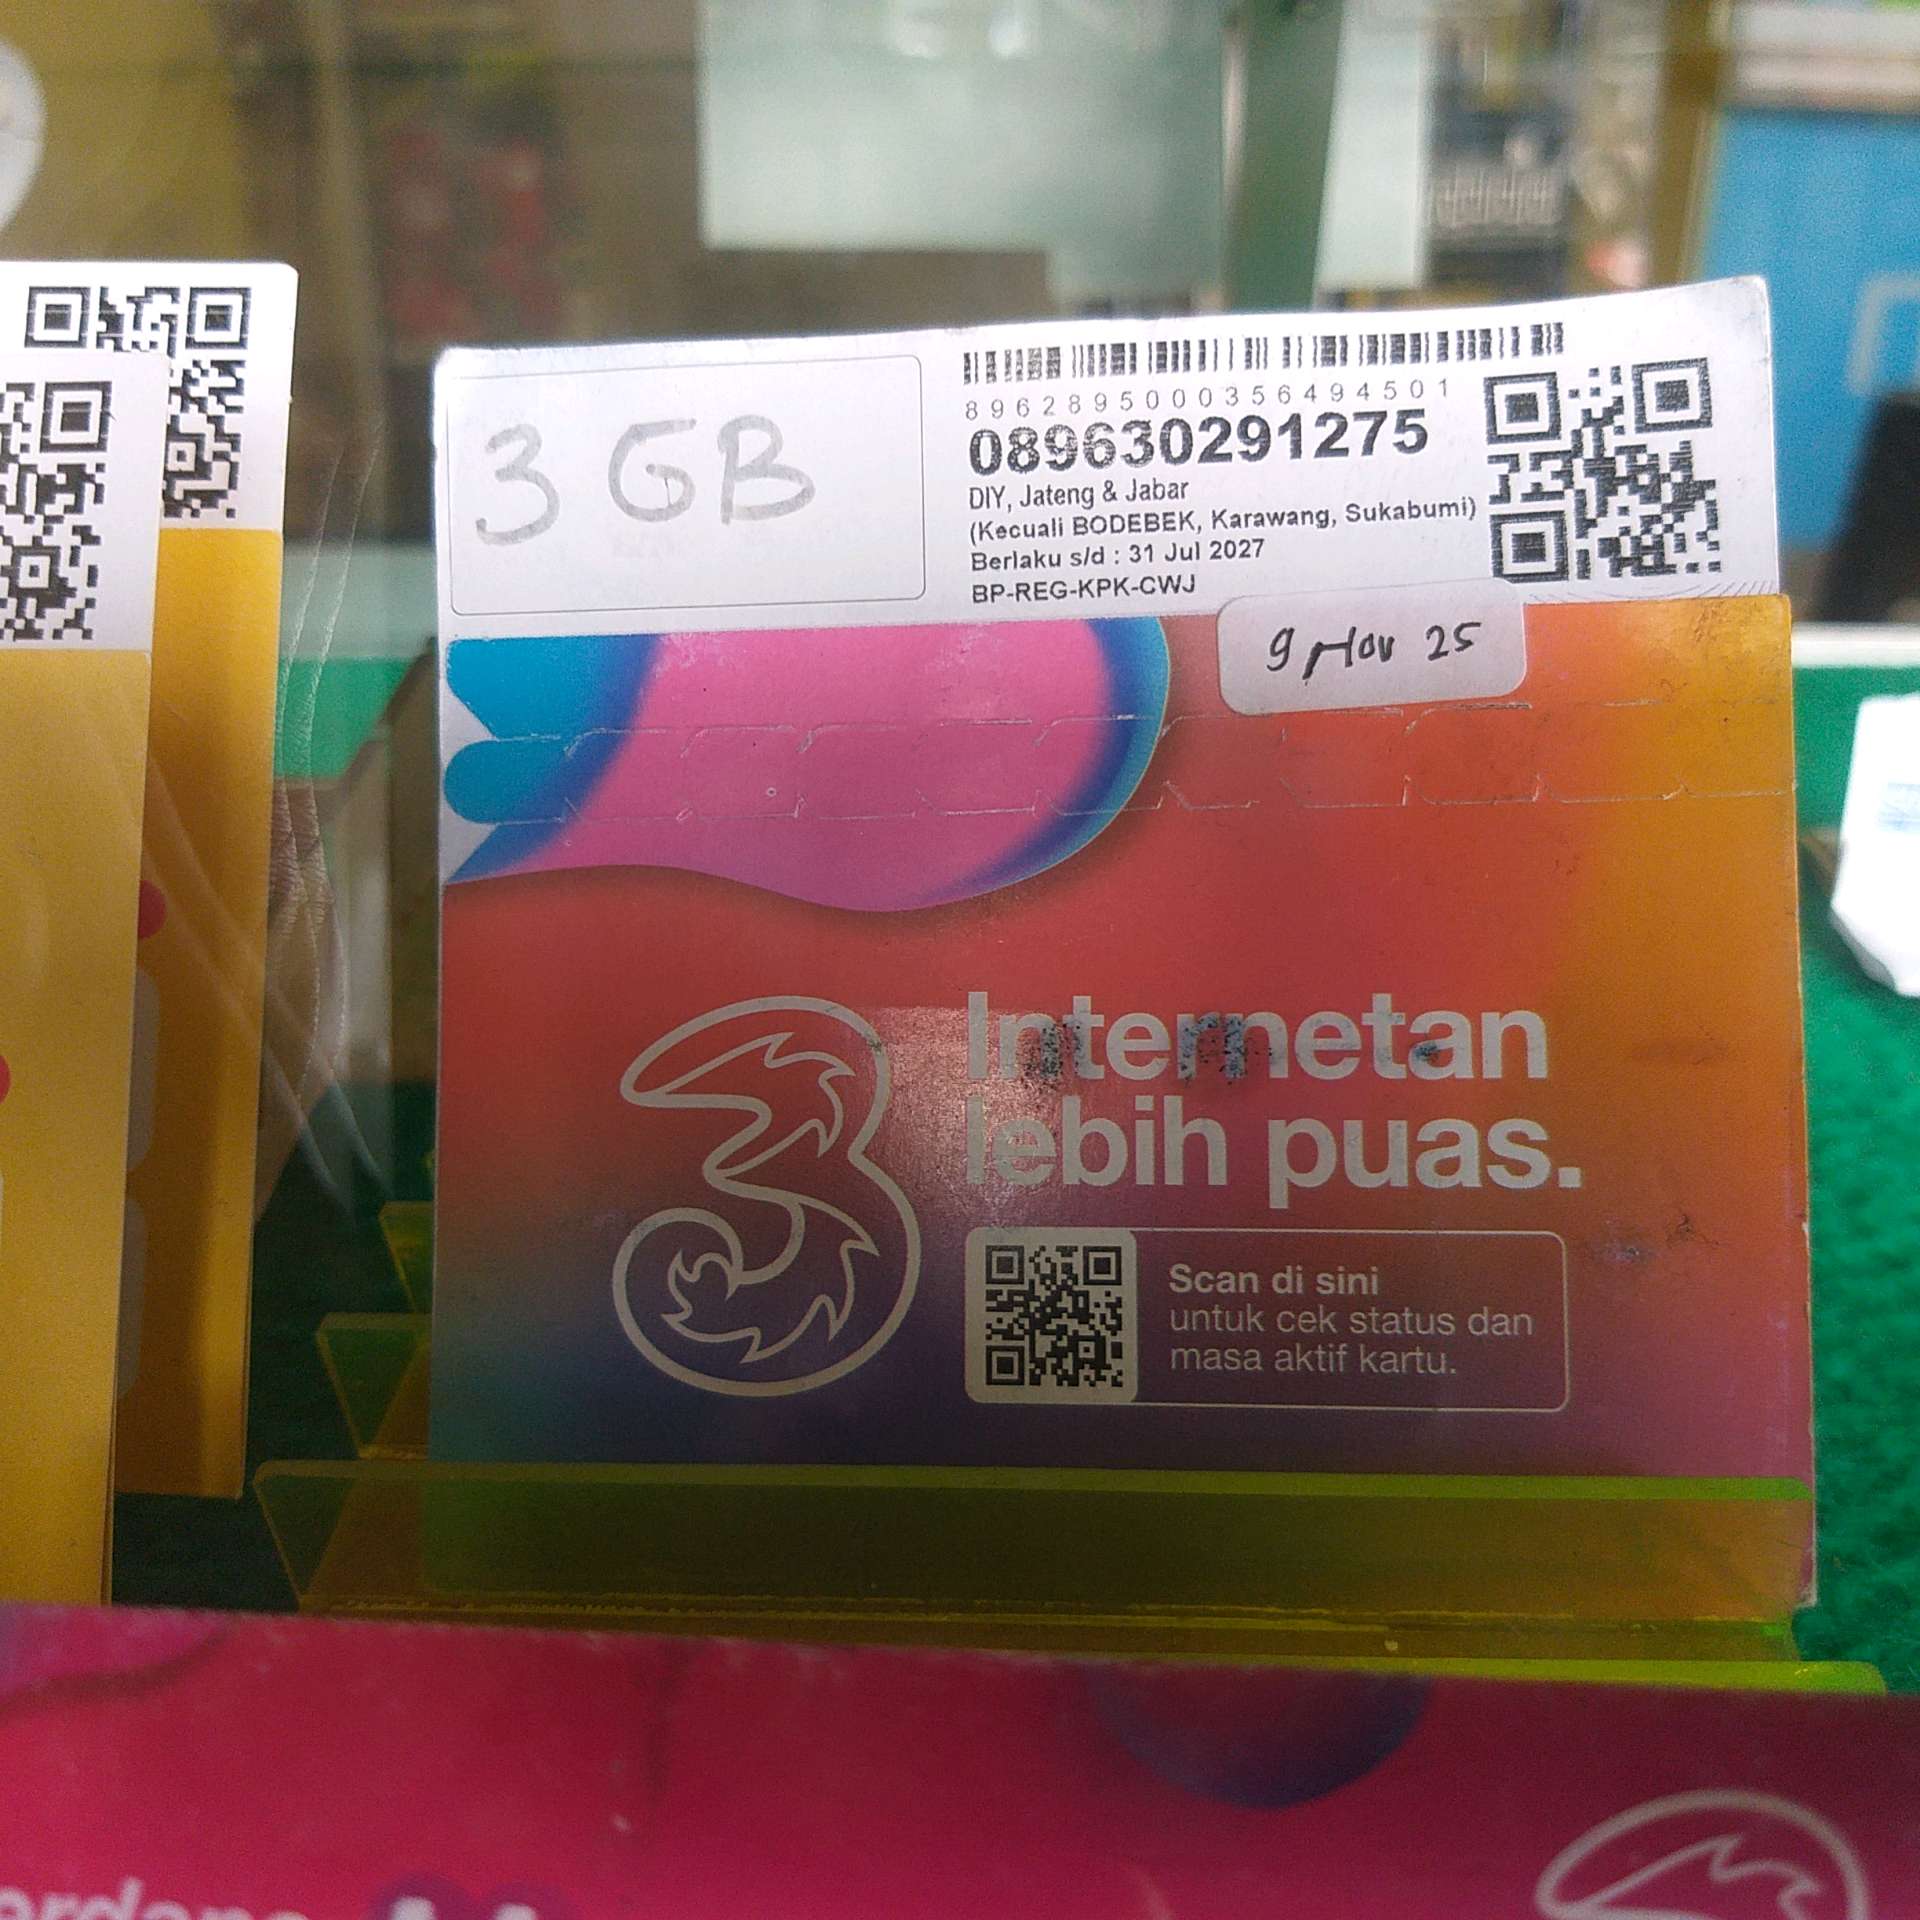 3 GB
8962895000356494501
089630291275
DIY, Jateng & Jabar
(Kecuali BODEBEK, Karawang, Sukabumi)
Berlaku s/d : 31 Jul 2027
BP-REG-KPK-CWJ
9 Nov 25
3
Internetan
lebih puas.
Scan di sini
untuk cek status dan
masa aktif kartu.